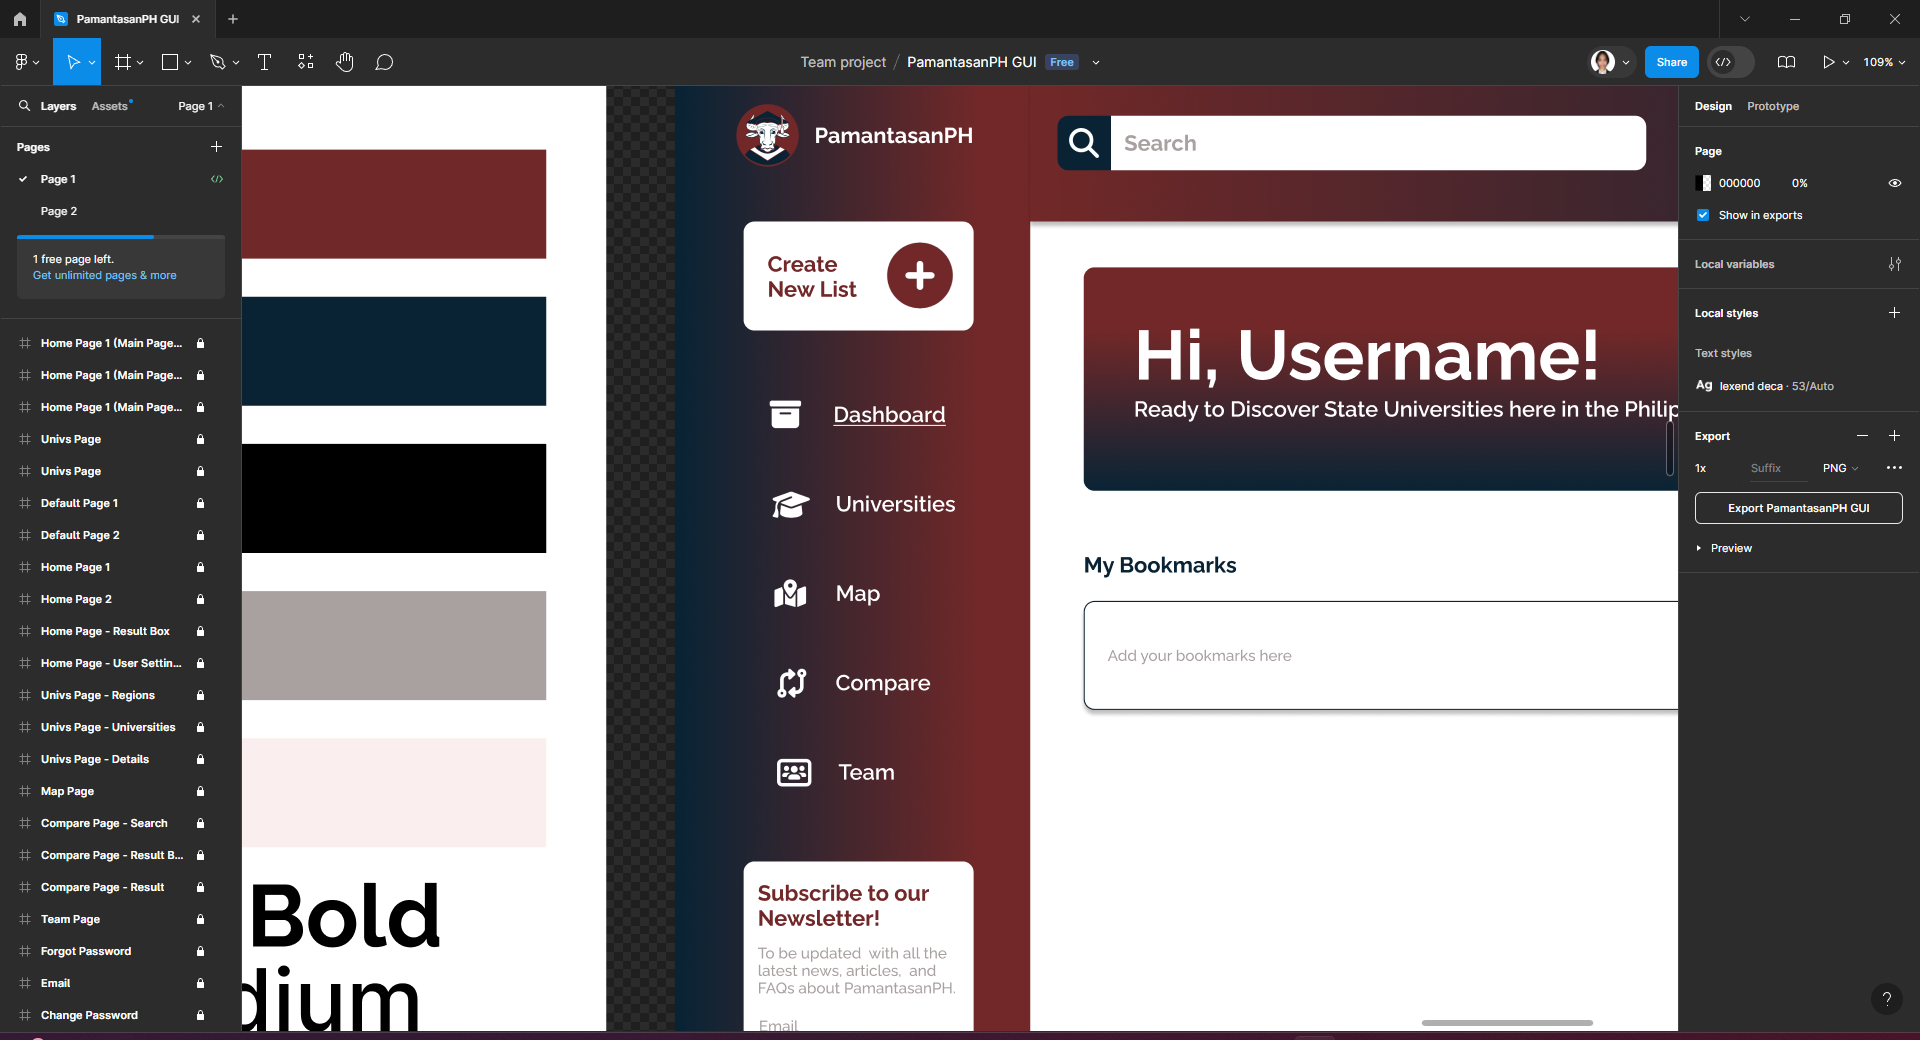 PamantasanPH GUI
Team project / PamantasanPH GUI Free
Share
109%
Layers Assets Page 1
Pages
Page 1
Page 2
1 free page left.
Get unlimited pages & more
Home Page 1 (Main Page...
Home Page 1 (Main Page...
Home Page 1 (Main Page...
Univs Page
Univs Page
Default Page 1
Default Page 2
Home Page 1
Home Page 2
Home Page - Result Box
Home Page - User Settin...
Univs Page - Regions
Univs Page - Universities
Univs Page - Details
Map Page
Compare Page - Search
Compare Page - Result B...
Compare Page - Result
Team Page
Forgot Password
Email
Change Password
Bold
dium
PamantasanPH
Search
Create
New List
Dashboard
Universities
Map
Compare
Team
Subscribe to our
Newsletter!
To be updated with all the
latest news, articles, and
FAQs about PamantasanPH.
Email
Hi, Username!
Ready to Discover State Universities here in the Philip
My Bookmarks
Add your bookmarks here
Design Prototype
Page
000000 0%
Show in exports
Local variables
Local styles
Text styles
Ag lexend deca · 53/Auto
Export
1x Suffix PNG
Export PamantasanPH GUI
Preview
?